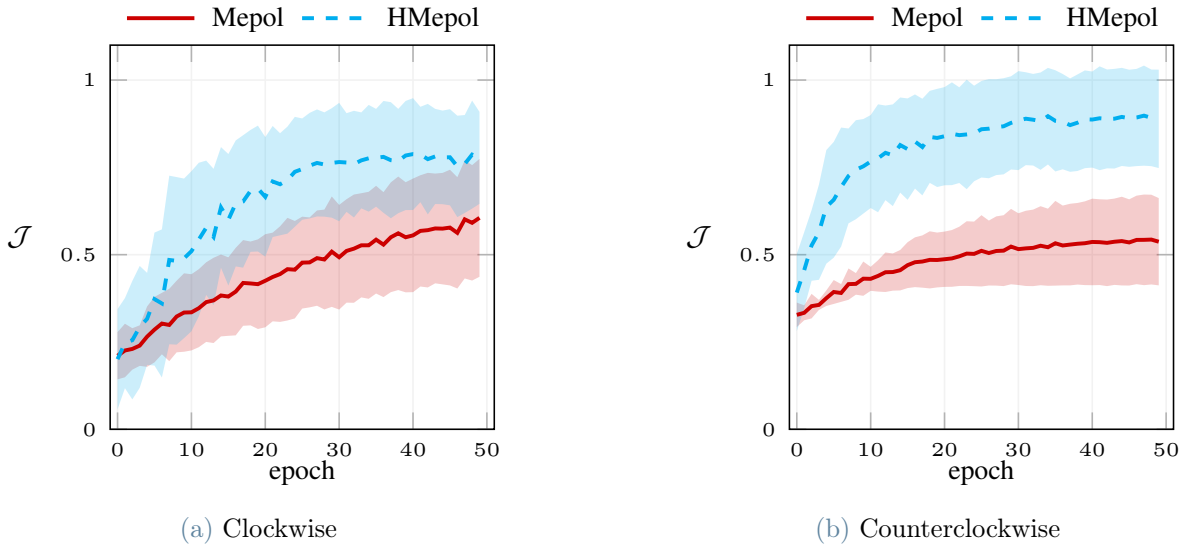 Mepol HMepol
1
0.5
0
𝒥
0 10 20 30 40 50
epoch
(a) Clockwise
Mepol HMepol
1
0.5
0
𝒥
0 10 20 30 40 50
epoch
(b) Counterclockwise